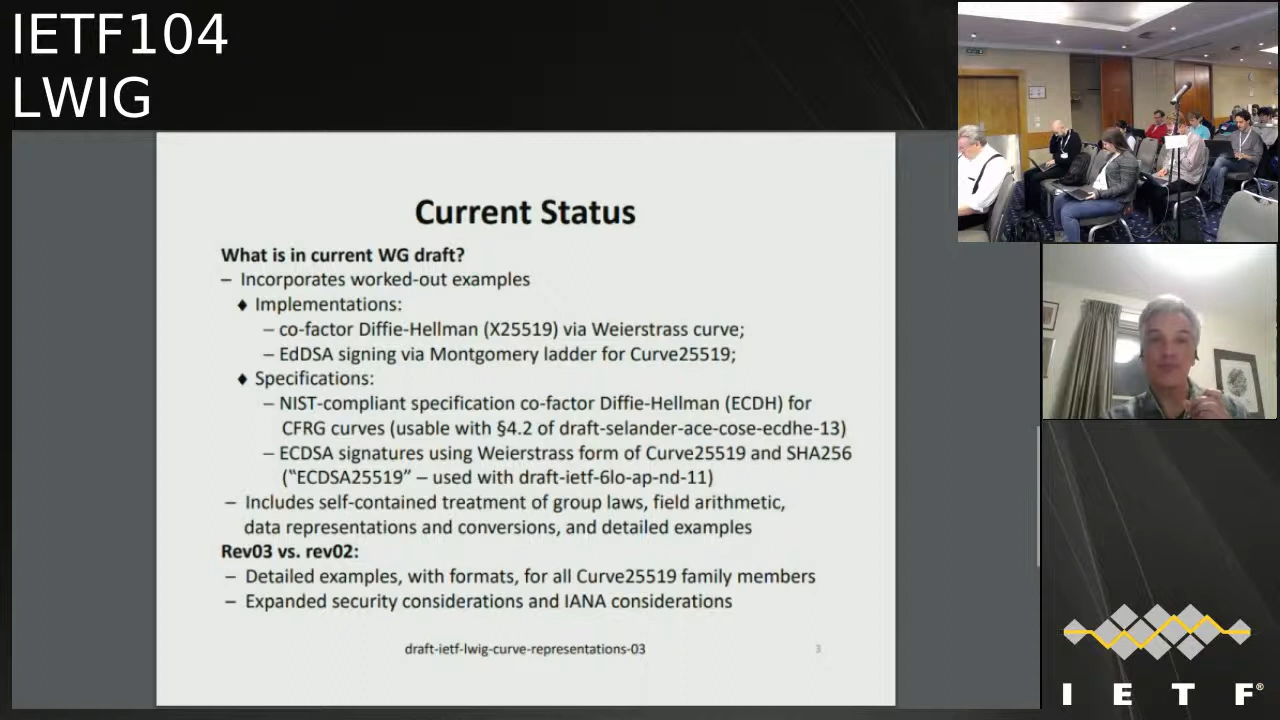 IETF104
LWIG
Current Status
What is in current WG draft?
– Incorporates worked-out examples
♦ Implementations:
– co-factor Diffie-Hellman (X25519) via Weierstrass curve;
– EdDSA signing via Montgomery ladder for Curve25519;
♦ Specifications:
– NIST-compliant specification co-factor Diffie-Hellman (ECDH) for
CFRG curves (usable with §4.2 of draft-selander-ace-cose-ecdhe-13)
– ECDSA signatures using Weierstrass form of Curve25519 and SHA256
("ECDSA25519" – used with draft-ietf-6lo-ap-nd-11)
– Includes self-contained treatment of group laws, field arithmetic,
data representations and conversions, and detailed examples
Rev03 vs. rev02:
– Detailed examples, with formats, for all Curve25519 family members
– Expanded security considerations and IANA considerations
draft-ietf-lwig-curve-representations-03
3
I E T F®